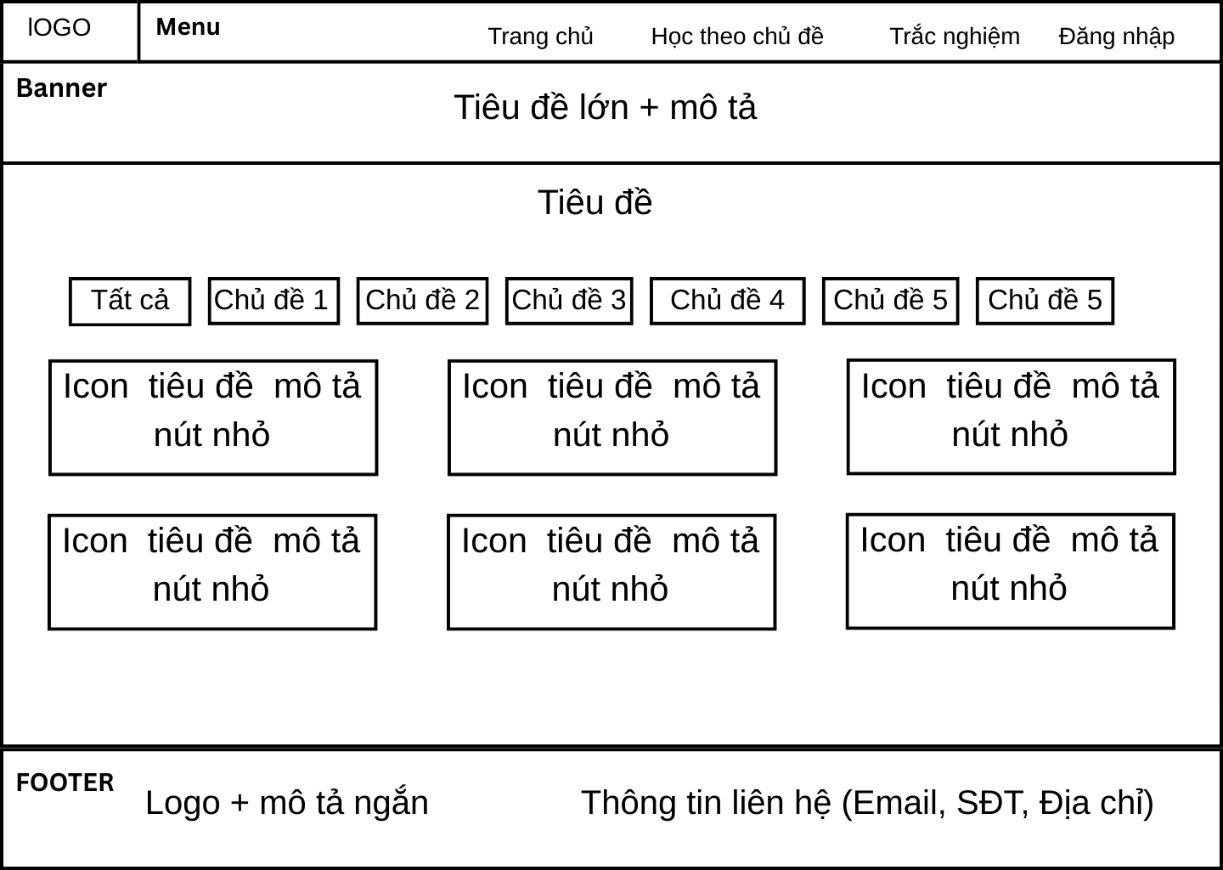 lOGO
Menu
Trang chủ
Học theo chủ đề
Trắc nghiệm
Đăng nhập
Banner
Tiêu đề lớn + mô tả
Tiêu đề
Tất cả
Chủ đề 1
Chủ đề 2
Chủ đề 3
Chủ đề 4
Chủ đề 5
Chủ đề 5
Icon tiêu đề mô tả
nút nhỏ
Icon tiêu đề mô tả
nút nhỏ
Icon tiêu đề mô tả
nút nhỏ
Icon tiêu đề mô tả
nút nhỏ
Icon tiêu đề mô tả
nút nhỏ
Icon tiêu đề mô tả
nút nhỏ
FOOTER
Logo + mô tả ngắn
Thông tin liên hệ (Email, SĐT, Địa chỉ)